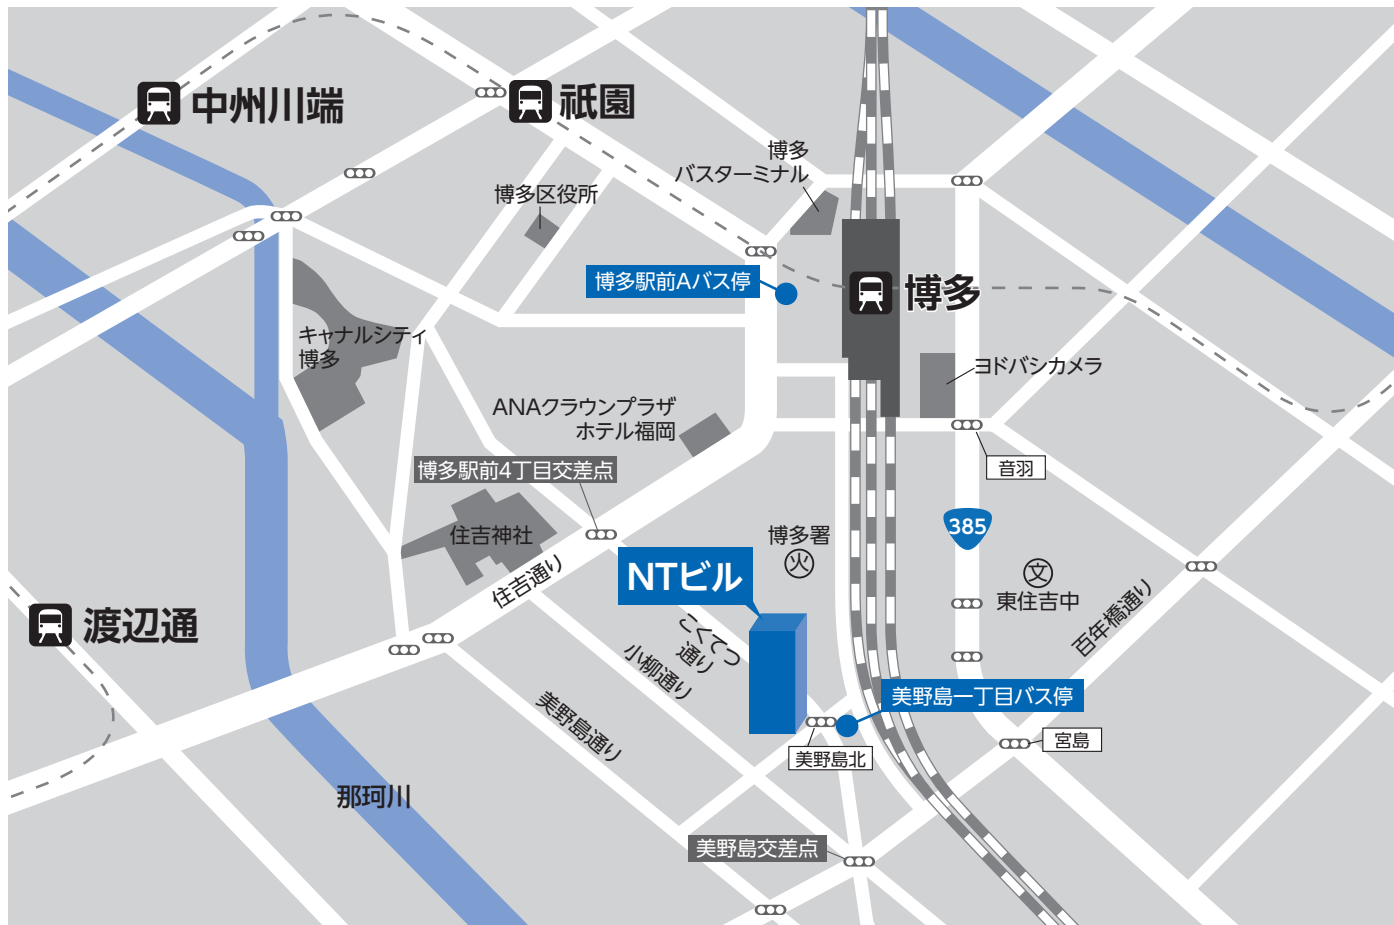 中州川端
祇園
博多
バスターミナル
博多区役所
博多駅前Aバス停
博多
キャナルシティ
博多
ヨドバシカメラ
ANAクラウンプラザ
ホテル福岡
博多駅前4丁目交差点
音羽
住吉神社
博多署
火
385
文
東住吉中
NTビル
住吉通り
渡辺通
こくてつ
通り
小柳通り
百年橋通り
美野島一丁目バス停
美野島通り
美野島北
宮島
那珂川
美野島交差点